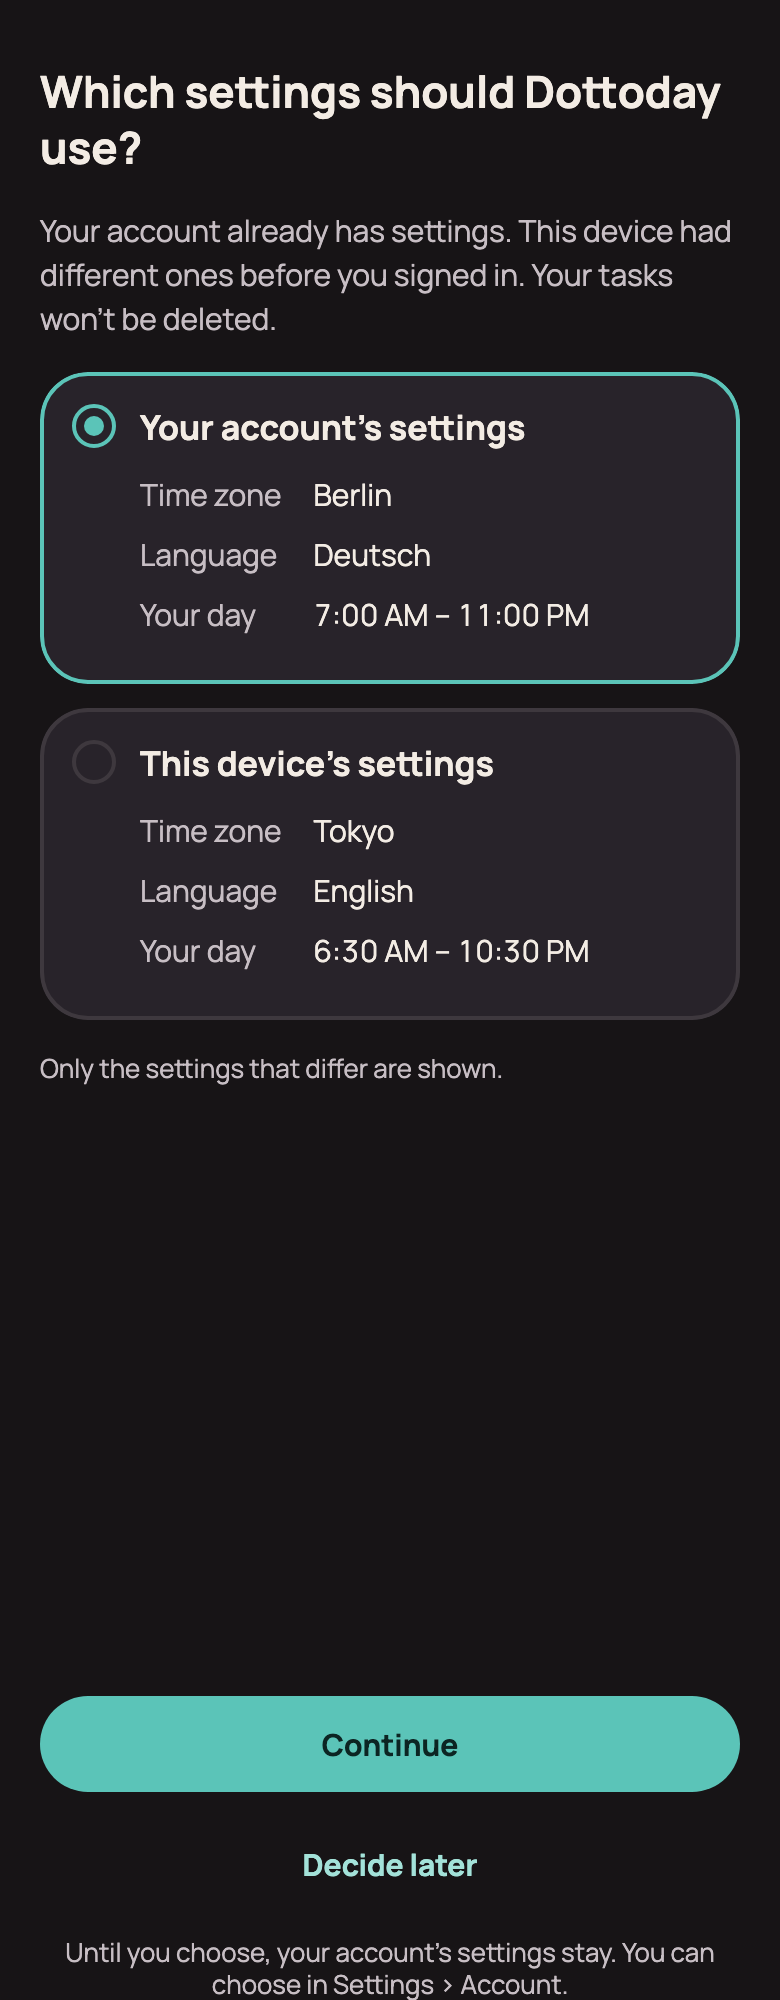 Which settings should Dottoday
use?
Your account already has settings. This device had
different ones before you signed in. Your tasks
won’t be deleted.
Your account’s settings
Time zone Berlin
Language Deutsch
Your day 7:00 AM – 11:00 PM
This device’s settings
Time zone Tokyo
Language English
Your day 6:30 AM – 10:30 PM
Only the settings that differ are shown.
Continue
Decide later
Until you choose, your account’s settings stay. You can
choose in Settings > Account.